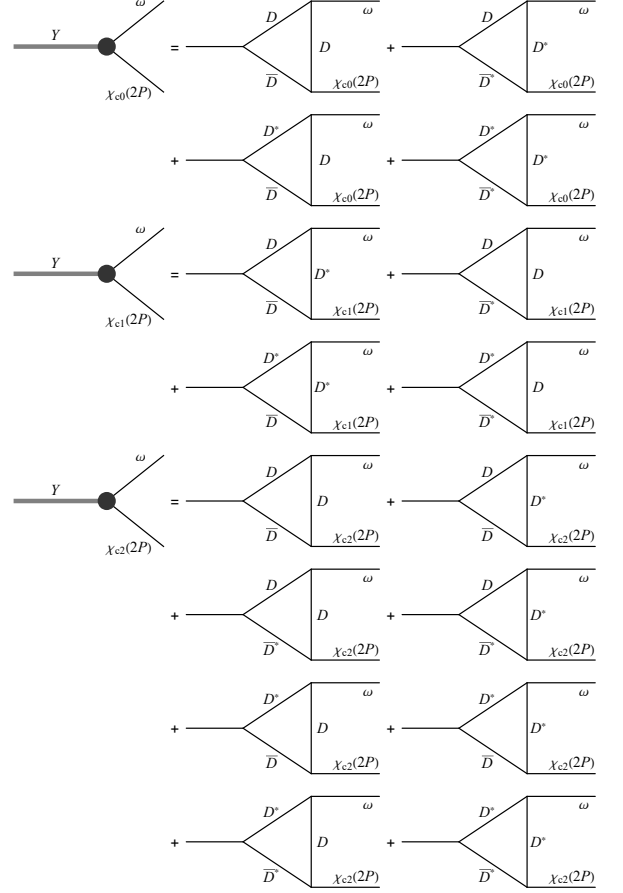 ω D ω D ω
Y = D + D*
χc0(2P) D̅ χc0(2P) D̅* χc0(2P)
D* ω D* ω
+ D + D*
D̅ χc0(2P) D̅* χc0(2P)
ω D ω D ω
Y = D* + D
χc1(2P) D̅ χc1(2P) D̅* χc1(2P)
D* ω D* ω
+ D* + D
D̅ χc1(2P) D̅* χc1(2P)
ω D ω D ω
Y = D + D*
χc2(2P) D̅ χc2(2P) D̅ χc2(2P)
D ω D ω
+ D + D*
D̅* χc2(2P) D̅* χc2(2P)
D* ω D* ω
+ D + D*
D̅ χc2(2P) D̅ χc2(2P)
D* ω D* ω
+ D + D*
D̅* χc2(2P) D̅* χc2(2P)